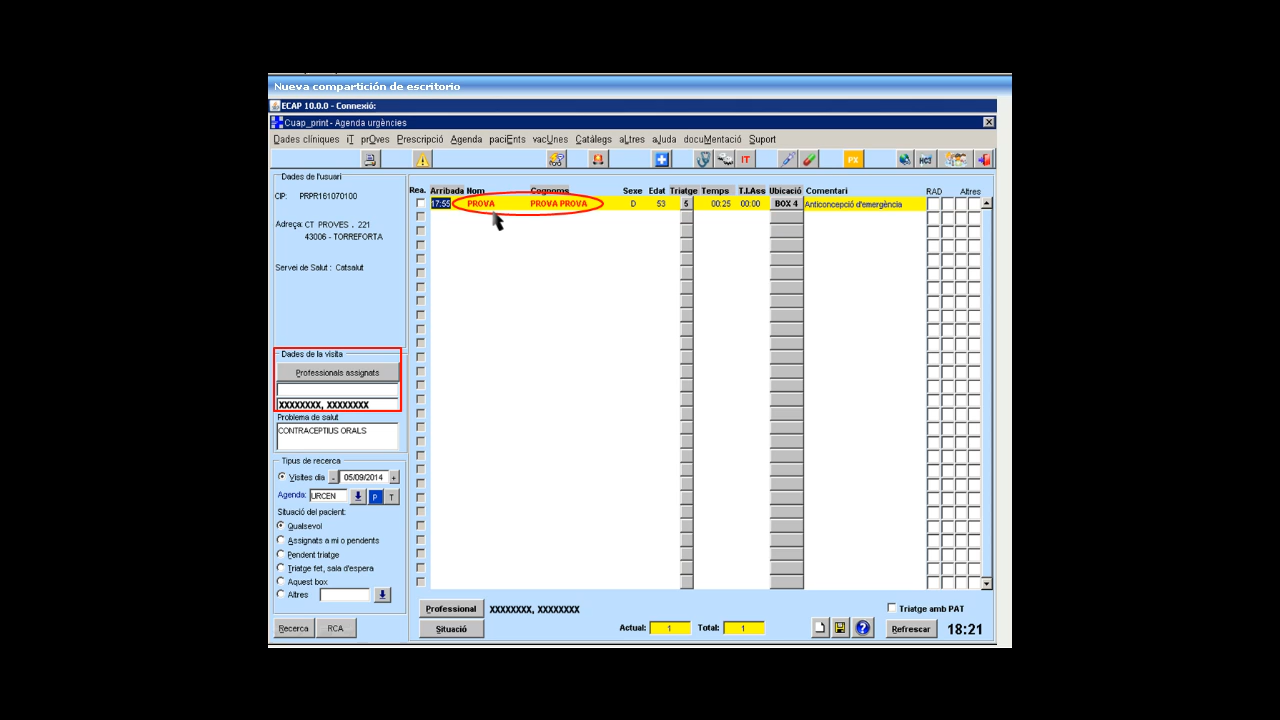 Nueva compartición de escritorio
ECAP 10.0.0 - Connexió:
Cuap_print - Agenda urgències
Dades clíniques iT prOves Prescripció Agenda paciEnts vacUnes Catàlegs aLtres aJuda docuMentació Suport
IT PX HC3
Dades de l'usuari
CIP: PRPR161070100
Adreça: CT PROVES . 221
43006 - TORREFORTA
Servei de Salut : Catsalut
Dades de la visita
Professionals assignats
XXXXXXXX, XXXXXXXX
Problema de salut
CONTRACEPTIUS ORALS
Tipus de recerca
Visites dia - 05/09/2014 +
Agenda: URCEN P T
Situació del pacient:
Qualsevol
Assignats a mi o pendents
Pendent triatge
Triatge fet, sala d'espera
Aquest box
Altres
Recerca RCA
Rea. Arribada Nom Cognoms Sexe Edat Triatge Temps T.I.Ass Ubicació Comentari RAD Altres
17:55 PROVA PROVA PROVA D 53 5 00:25 00:00 BOX 4 Anticoncepció d'emergència
Professional XXXXXXXX, XXXXXXXX Triatge amb PAT
Situació Actual: 1 Total: 1 ? Refrescar 18:21